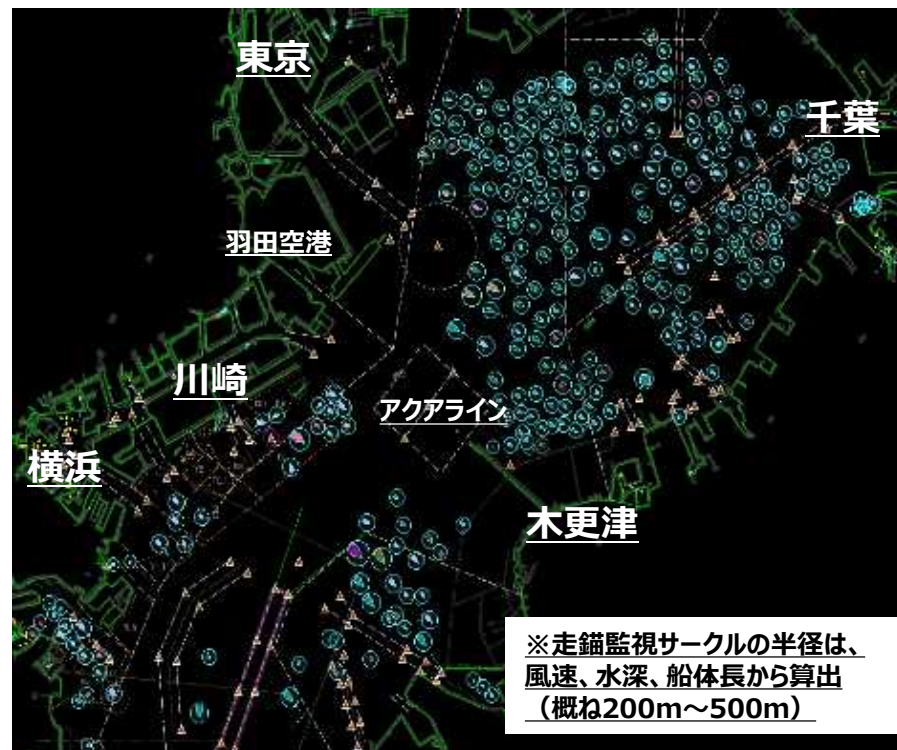 東京
千葉
羽田空港
川崎
アクアライン
横浜
木更津
※走錨監視サークルの半径は、
風速、水深、船体長から算出
（概ね200m～500m）